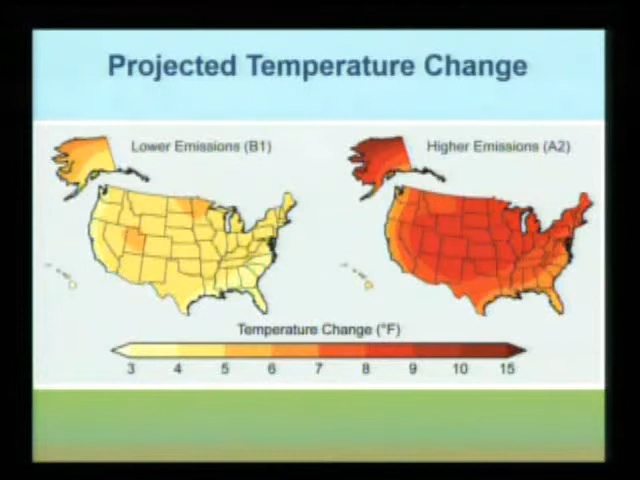 Projected Temperature Change
Lower Emissions (B1)
Higher Emissions (A2)
Temperature Change (°F)
3 4 5 6 7 8 9 10 15